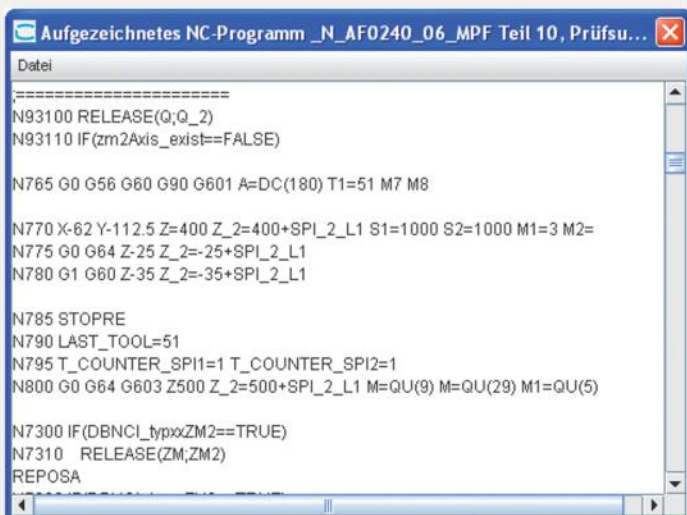 Aufgezeichnetes NC-Programm _N_AF0240_06_MPF Teil 10, Prüfsu...
Datei
;======================
N93100 RELEASE(Q;Q_2)
N93110 IF(zm2Axis_exist==FALSE)
N765 G0 G56 G60 G90 G601 A=DC(180) T1=51 M7 M8
N770 X-62 Y-112.5 Z=400 Z_2=400+SPI_2_L1 S1=1000 S2=1000 M1=3 M2=
N775 G0 G64 Z-25 Z_2=-25+SPI_2_L1
N780 G1 G60 Z-35 Z_2=-35+SPI_2_L1
N785 STOPRE
N790 LAST_TOOL=51
N795 T_COUNTER_SPI1=1 T_COUNTER_SPI2=1
N800 G0 G64 G603 Z500 Z_2=500+SPI_2_L1 M=QU(9) M=QU(29) M1=QU(5)
N7300 IF(DBNCI_typxxZM2==TRUE)
N7310 RELEASE(ZM;ZM2)
REPOSA